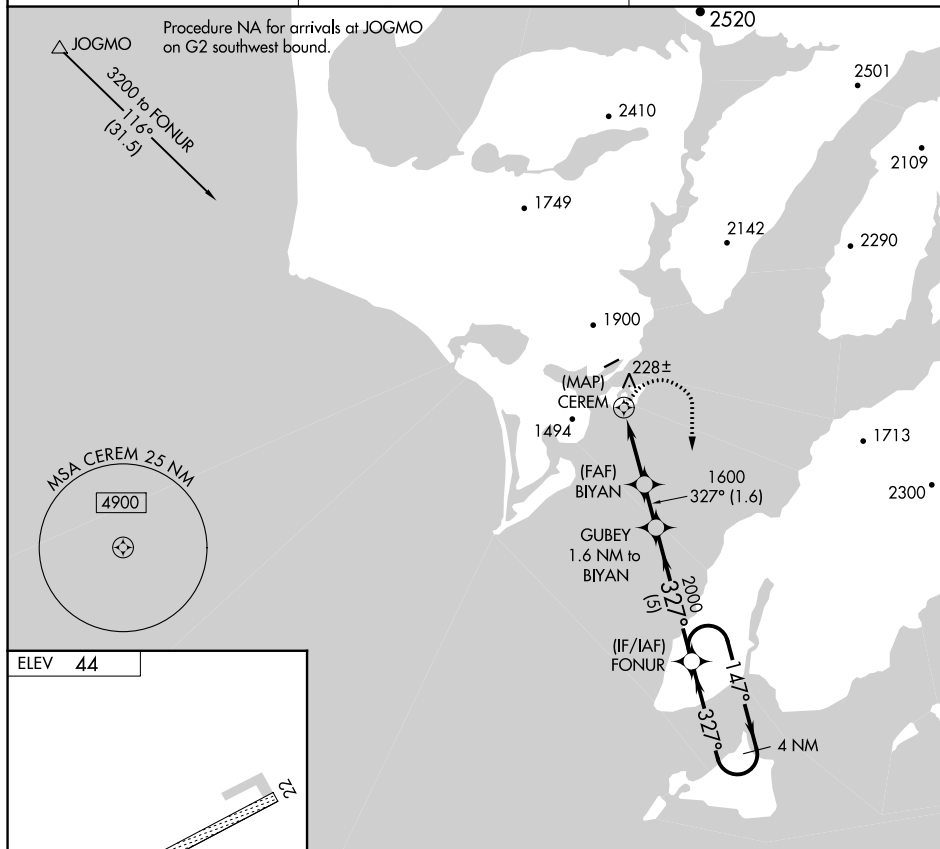 Procedure NA for arrivals at JOGMO
on G2 southwest bound.
JOGMO
3200 to FONUR
116°
(31.5)
2520
2501
2410
2109
1749
2142
2290
1900
228±
(MAP)
CEREM
1494
1713
2300
MSA CEREM 25 NM
4900
(FAF)
BIYAN
1600
327° (1.6)
GUBEY
1.6 NM to
BIYAN
2000
327°
(5)
(IF/IAF)
FONUR
147°
327°
4 NM
ELEV 44
22